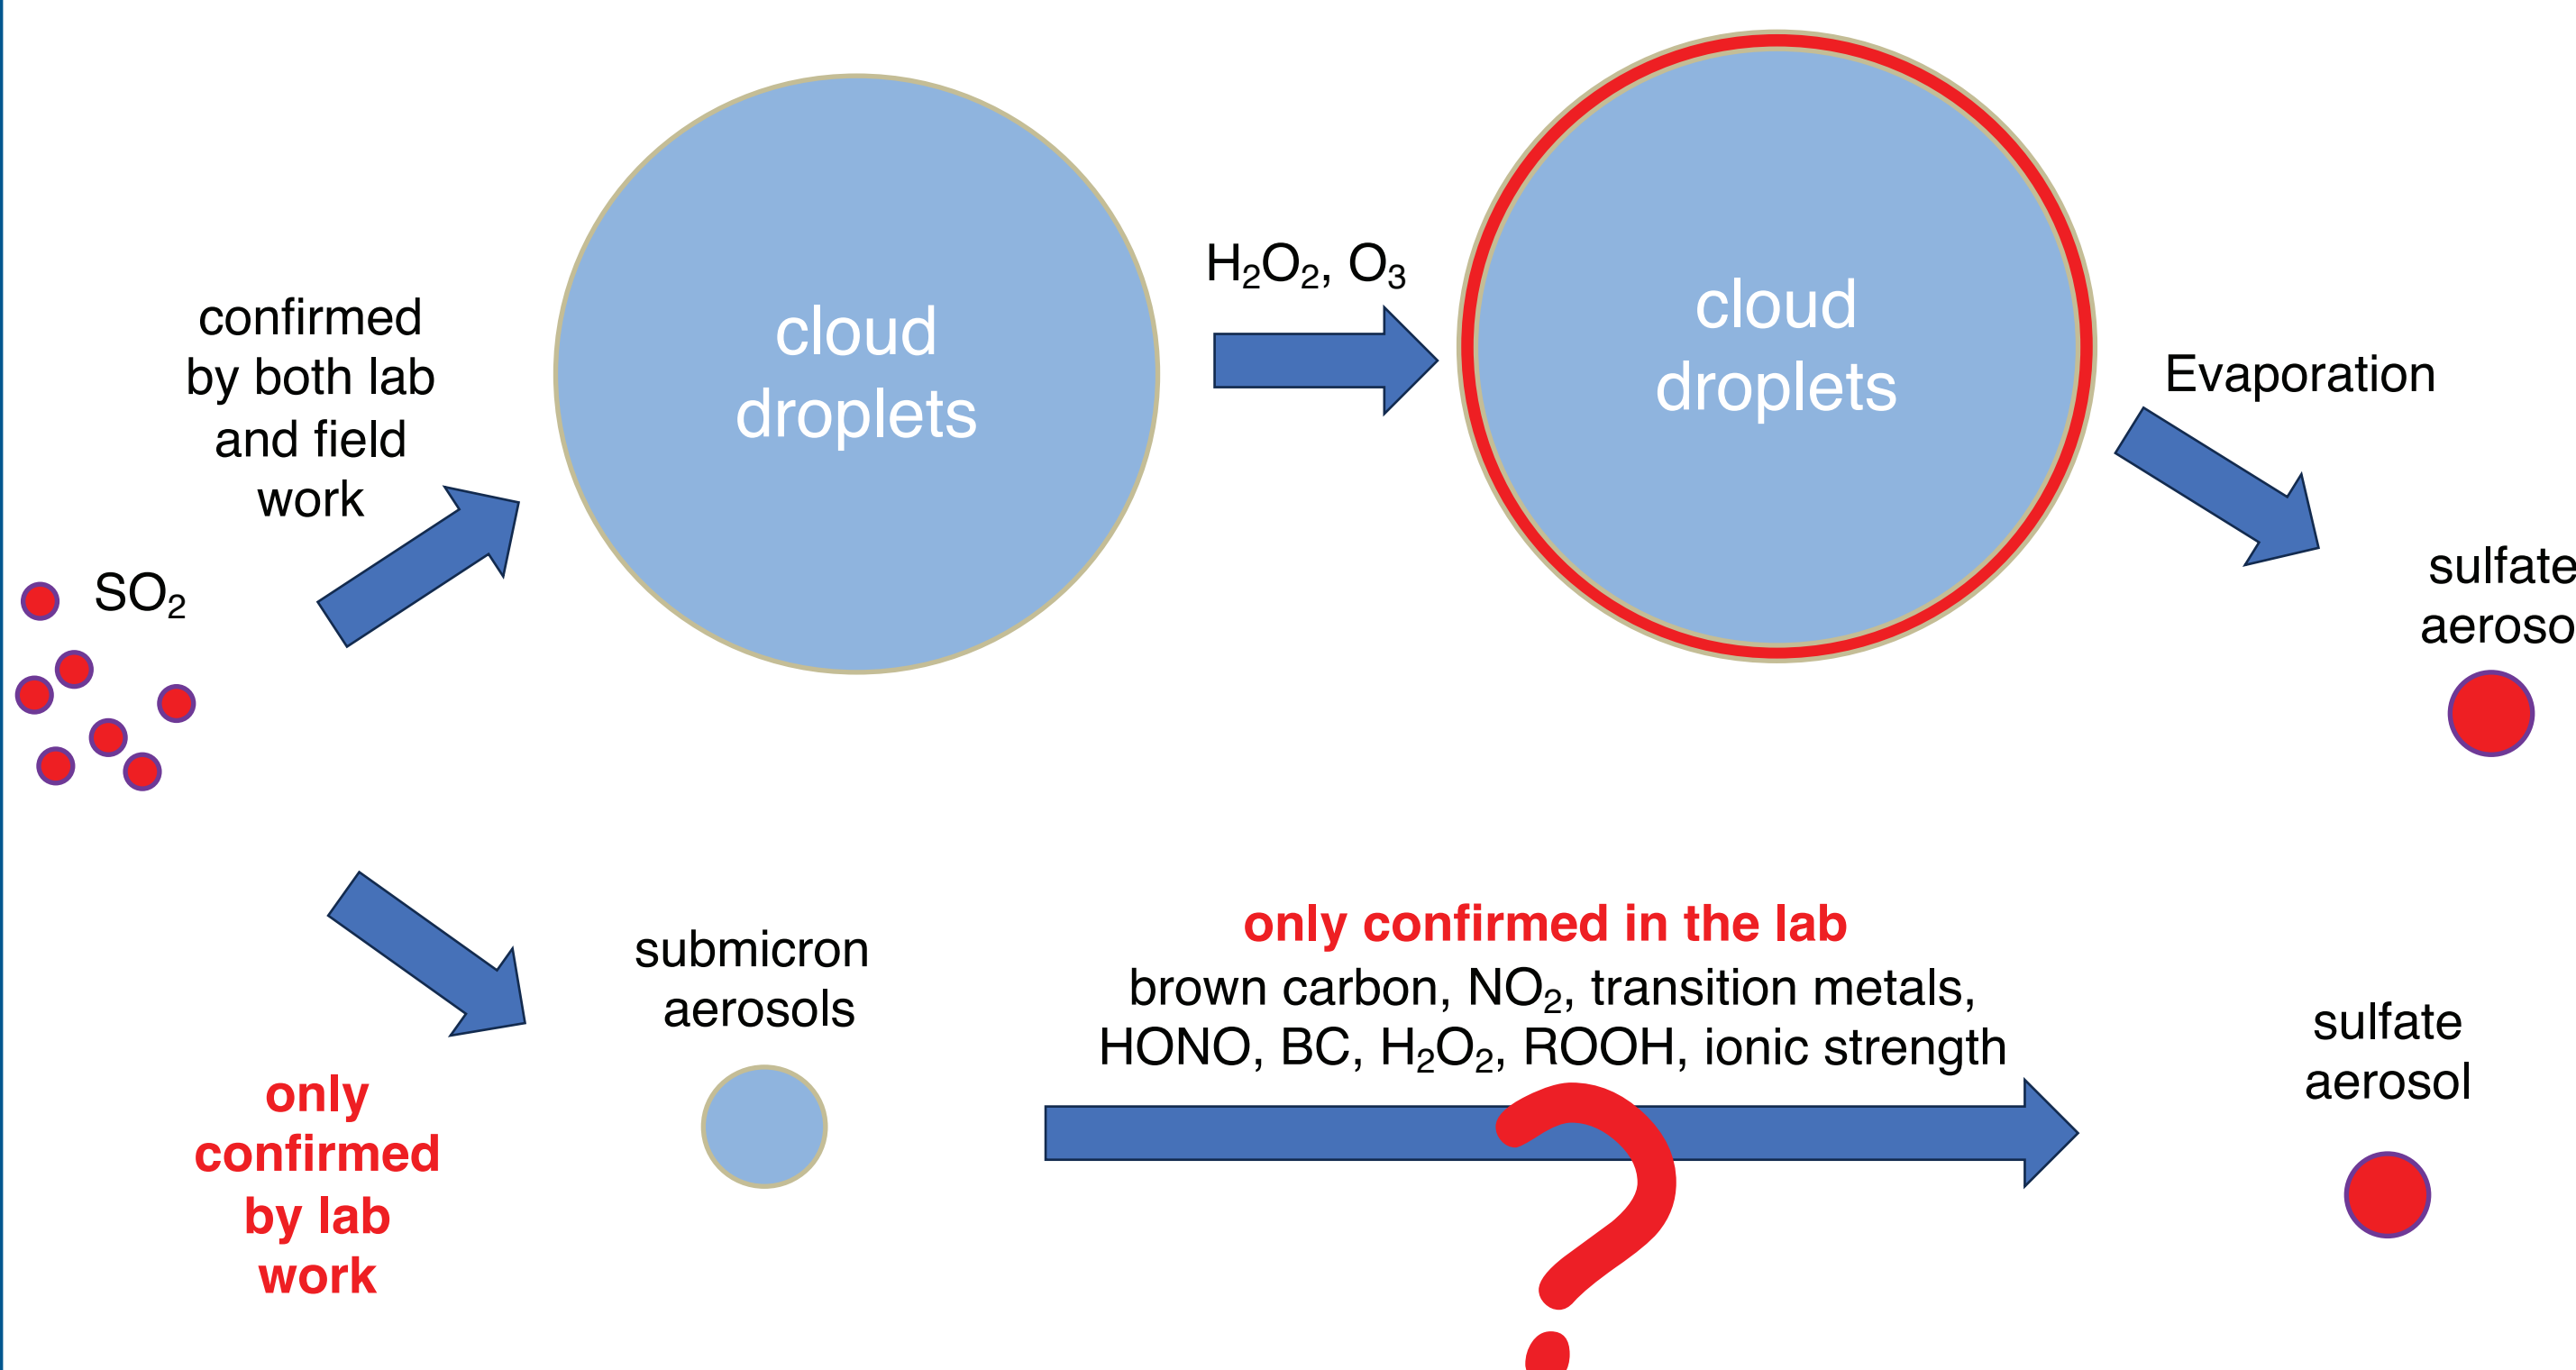 confirmed
by both lab
and field
work
SO₂
cloud
droplets
H₂O₂, O₃
cloud
droplets
Evaporation
sulfate
aeroso
only
confirmed
by lab
work
submicron
aerosols
only confirmed in the lab
brown carbon, NO₂, transition metals,
HONO, BC, H₂O₂, ROOH, ionic strength
?
sulfate
aerosol